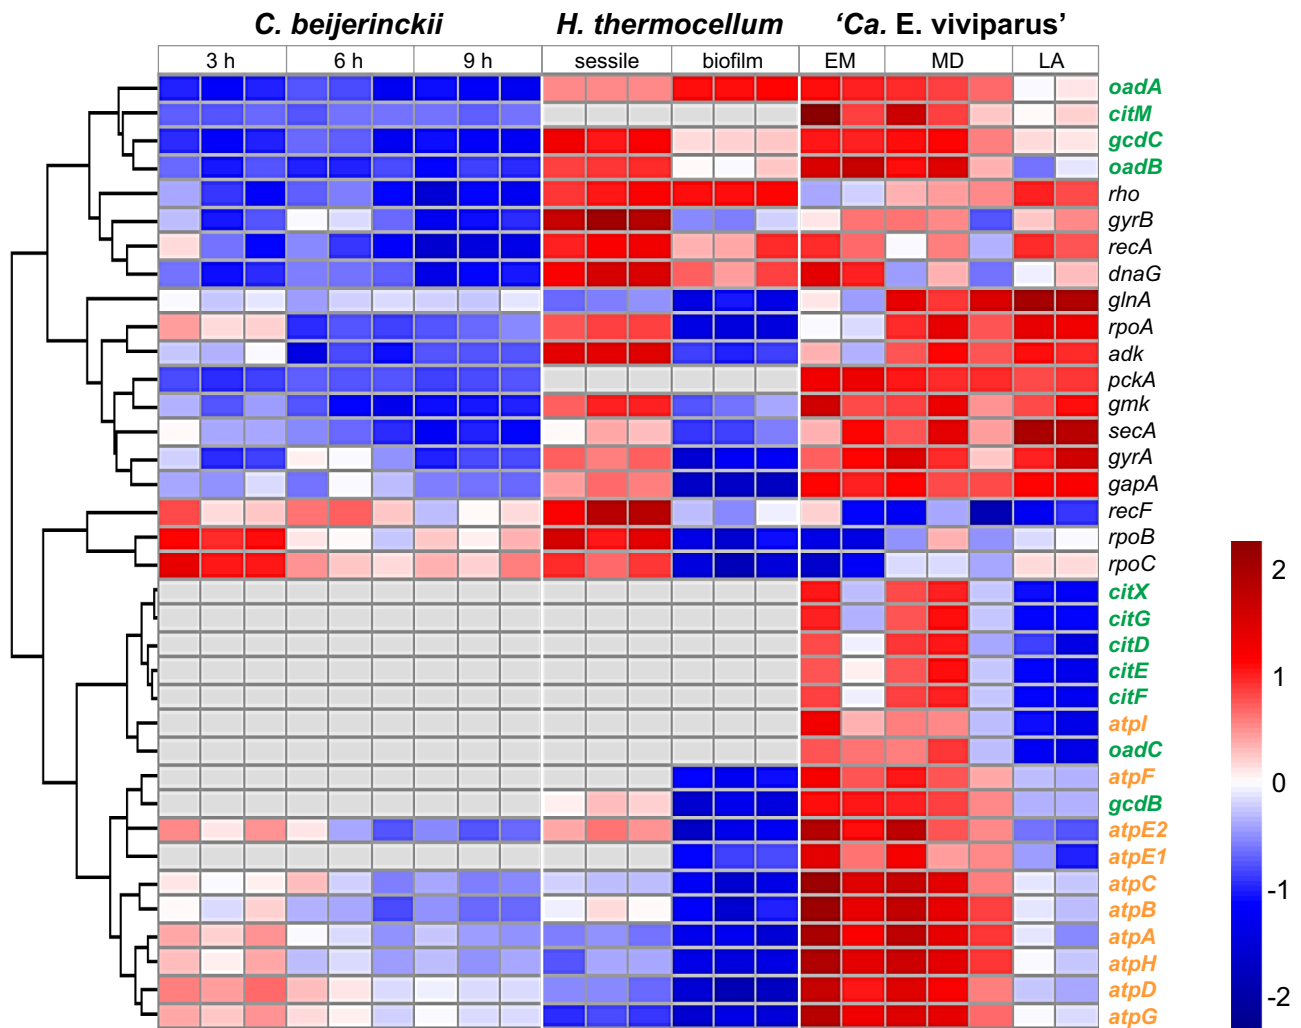 C. beijerinckii H. thermocellum ‘Ca. E. viviparus’
3 h 6 h 9 h sessile biofilm EM MD LA
oadA
citM
gcdC
oadB
rho
gyrB
recA
dnaG
glnA
rpoA
adk
pckA
gmk
secA
gyrA
gapA
recF
rpoB
rpoC
citX
citG
citD
citE
citF
atpI
oadC
atpF
gcdB
atpE2
atpE1
atpC
atpB
atpA
atpH
atpD
atpG
2
1
0
-1
-2